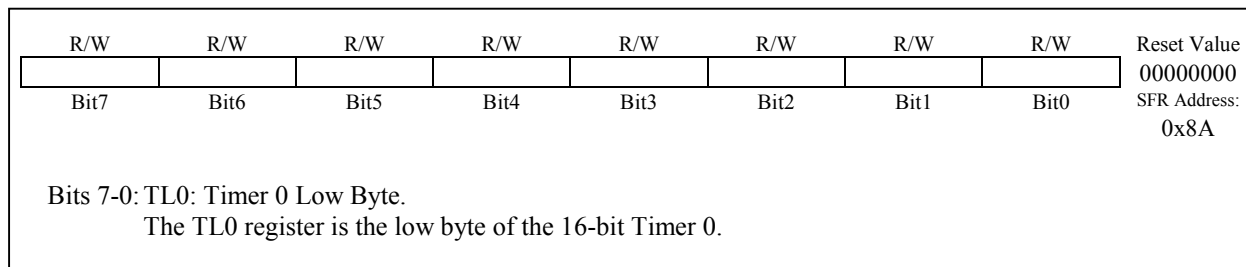 R/W R/W R/W R/W R/W R/W R/W R/W Reset Value
00000000
Bit7 Bit6 Bit5 Bit4 Bit3 Bit2 Bit1 Bit0 SFR Address:
0x8A
Bits 7-0: TL0: Timer 0 Low Byte.
The TL0 register is the low byte of the 16-bit Timer 0.